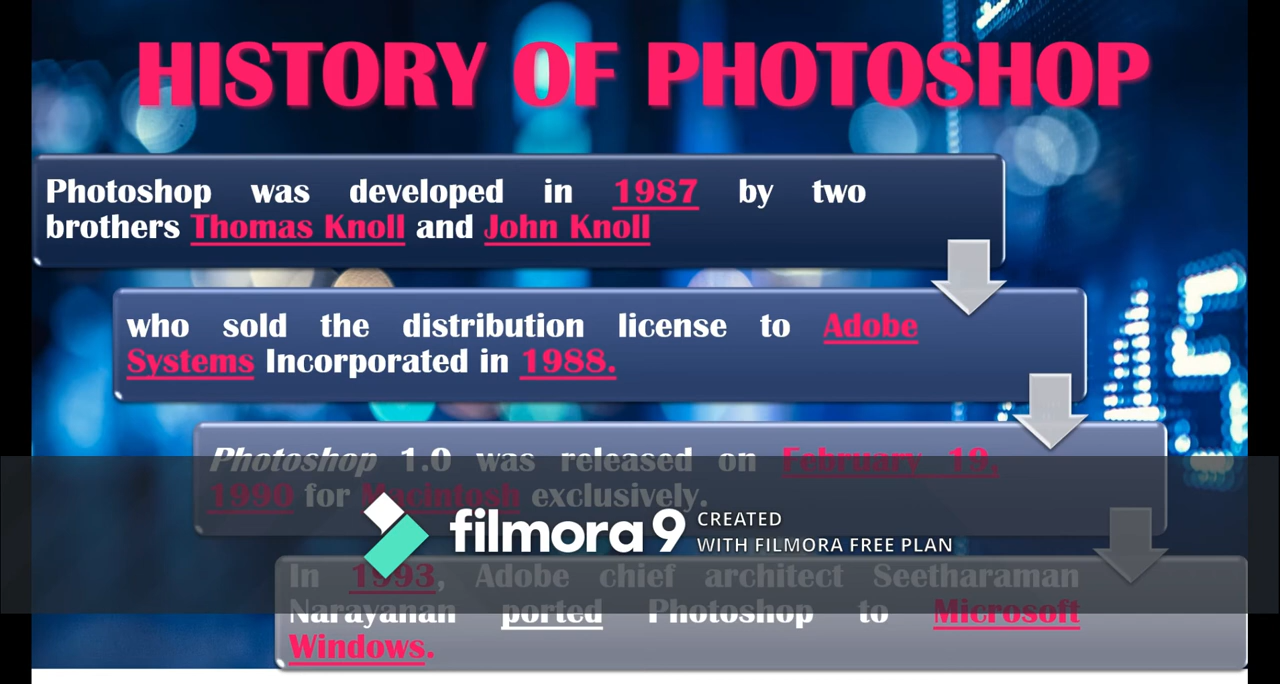 HISTORY OF PHOTOSHOP
Photoshop was developed in 1987 by two
brothers Thomas Knoll and John Knoll
who sold the distribution license to Adobe
Systems Incorporated in 1988.
Photoshop 1.0 was released on February 19,
1990 for Macintosh exclusively.
filmora9 CREATED
WITH FILMORA FREE PLAN
In 1993, Adobe chief architect Seetharaman
Narayanan ported Photoshop to Microsoft
Windows.
45